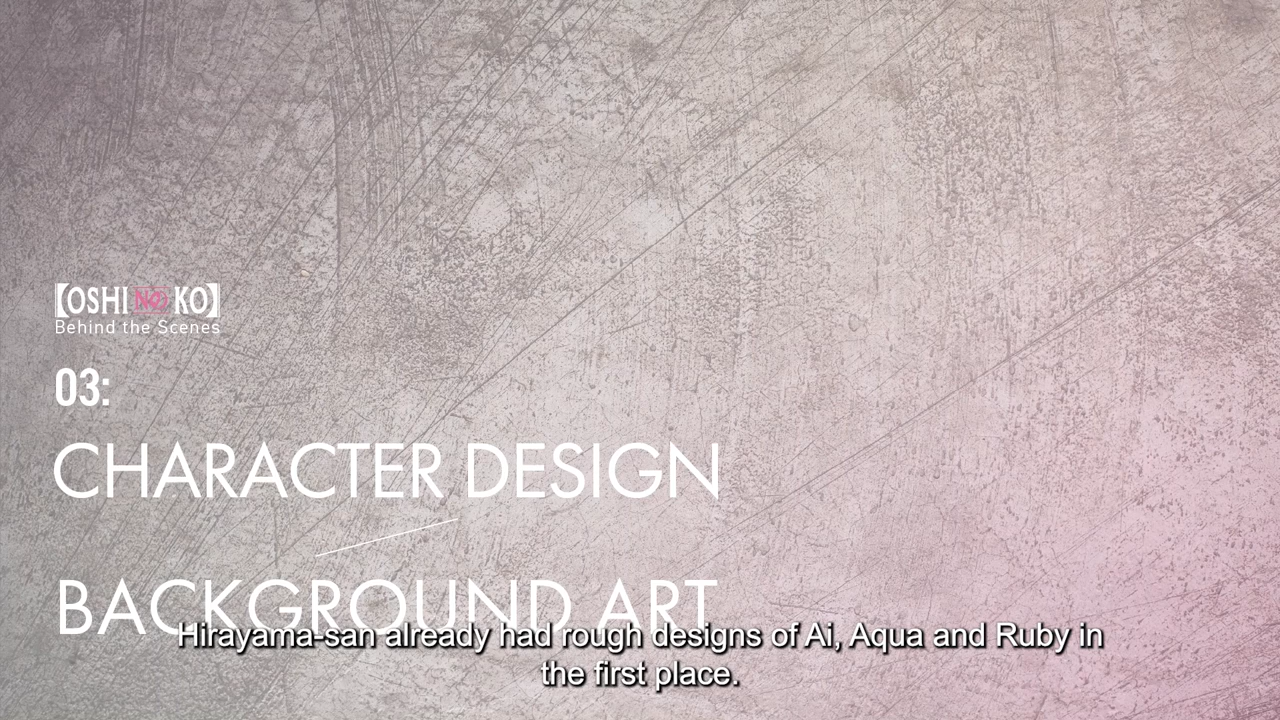 【OSHI NO KO】
Behind the Scenes
03:
CHARACTER DESIGN
BACKGROUND ART
Hirayama-san already had rough designs of Ai, Aqua and Ruby in
the first place.